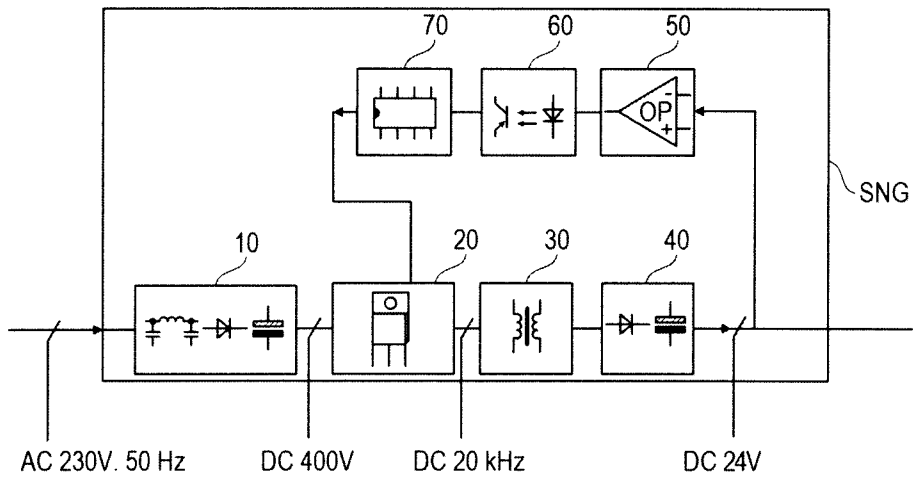 70
60
50
OP
-
+
SNG
10
20
30
40
AC 230V. 50 Hz
DC 400V
DC 20 kHz
DC 24V